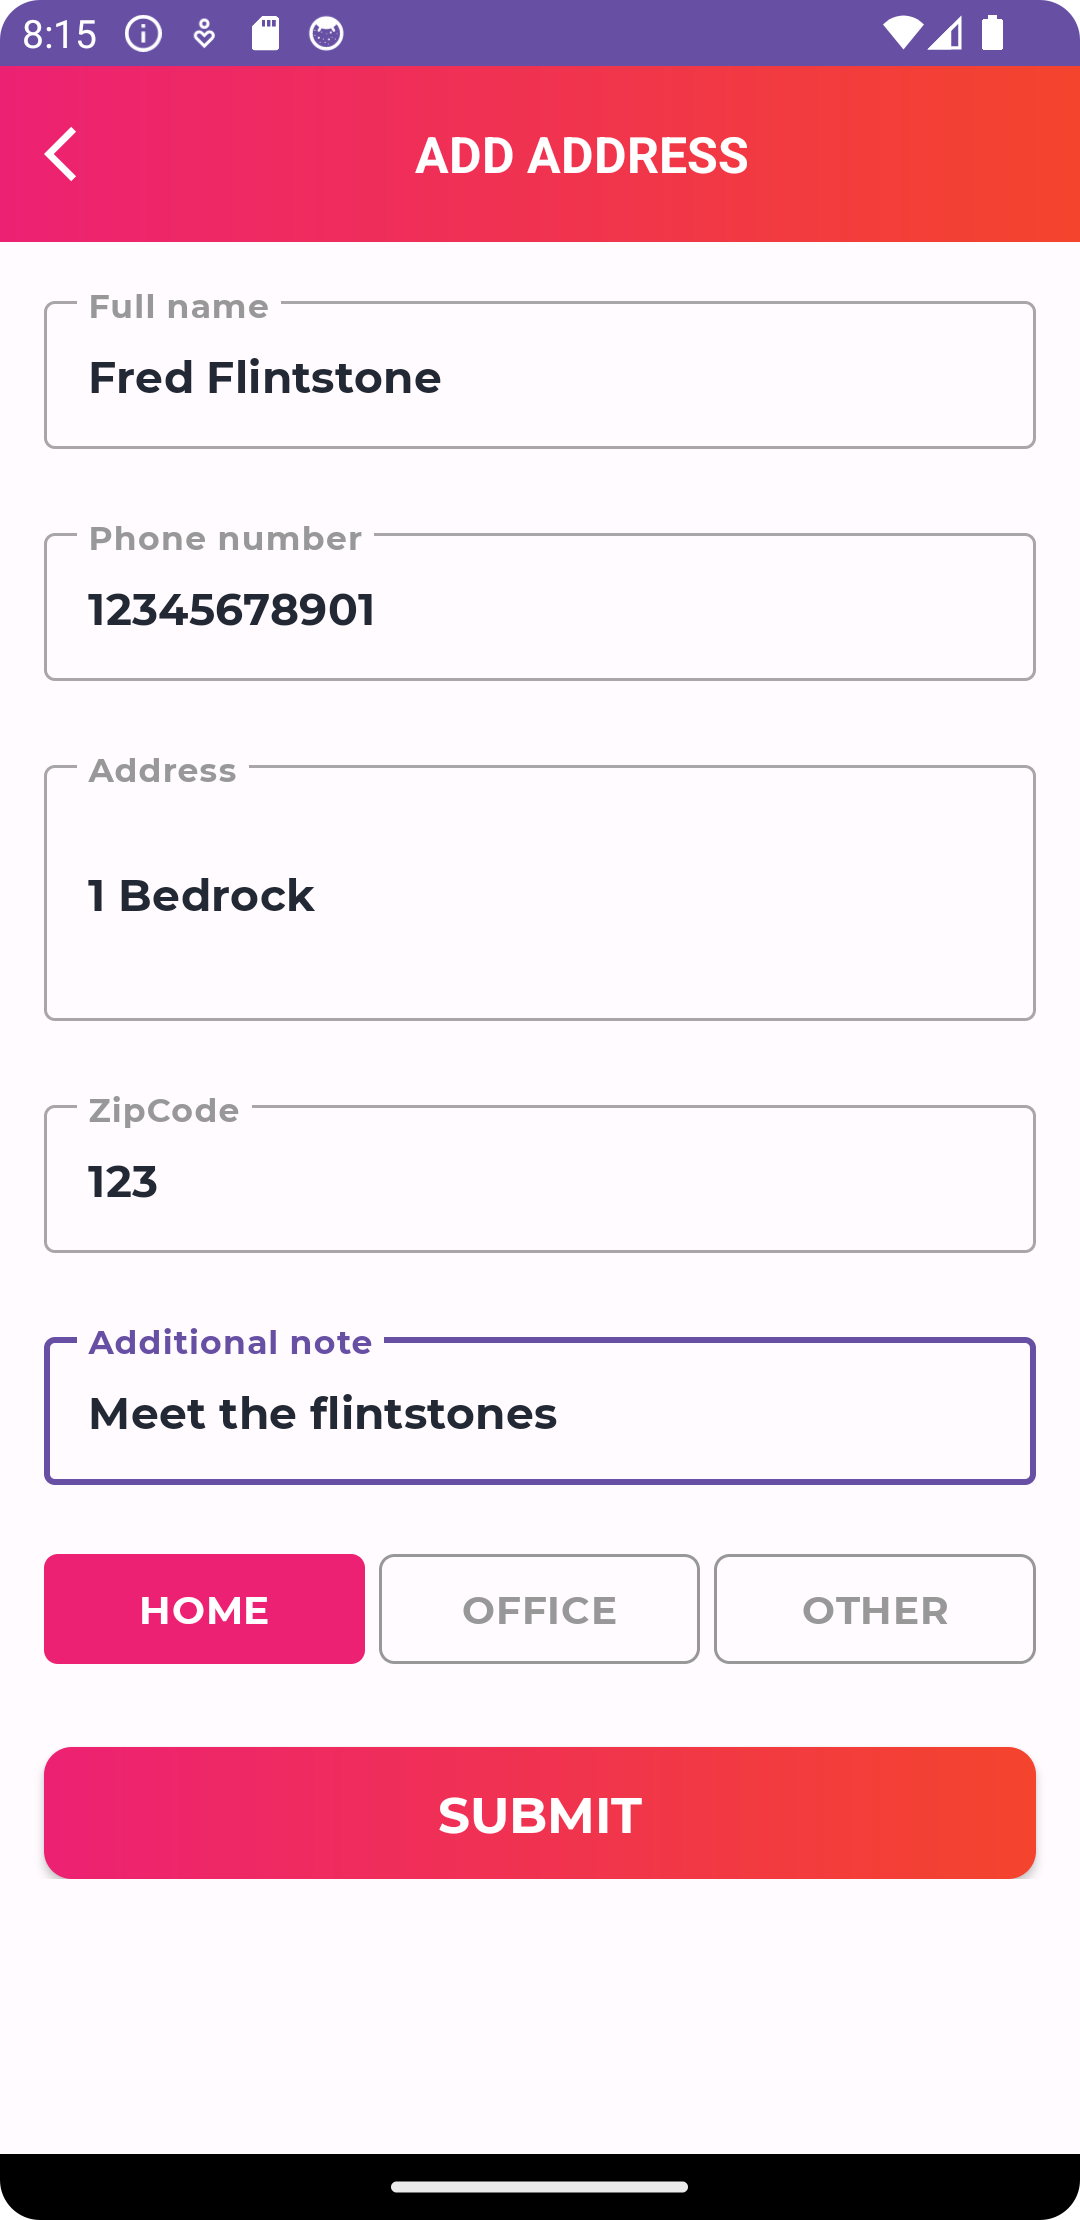 8:15
ADD ADDRESS
Full name
Fred Flintstone
Phone number
12345678901
Address
1 Bedrock
ZipCode
123
Additional note
Meet the flintstones
HOME OFFICE OTHER
SUBMIT